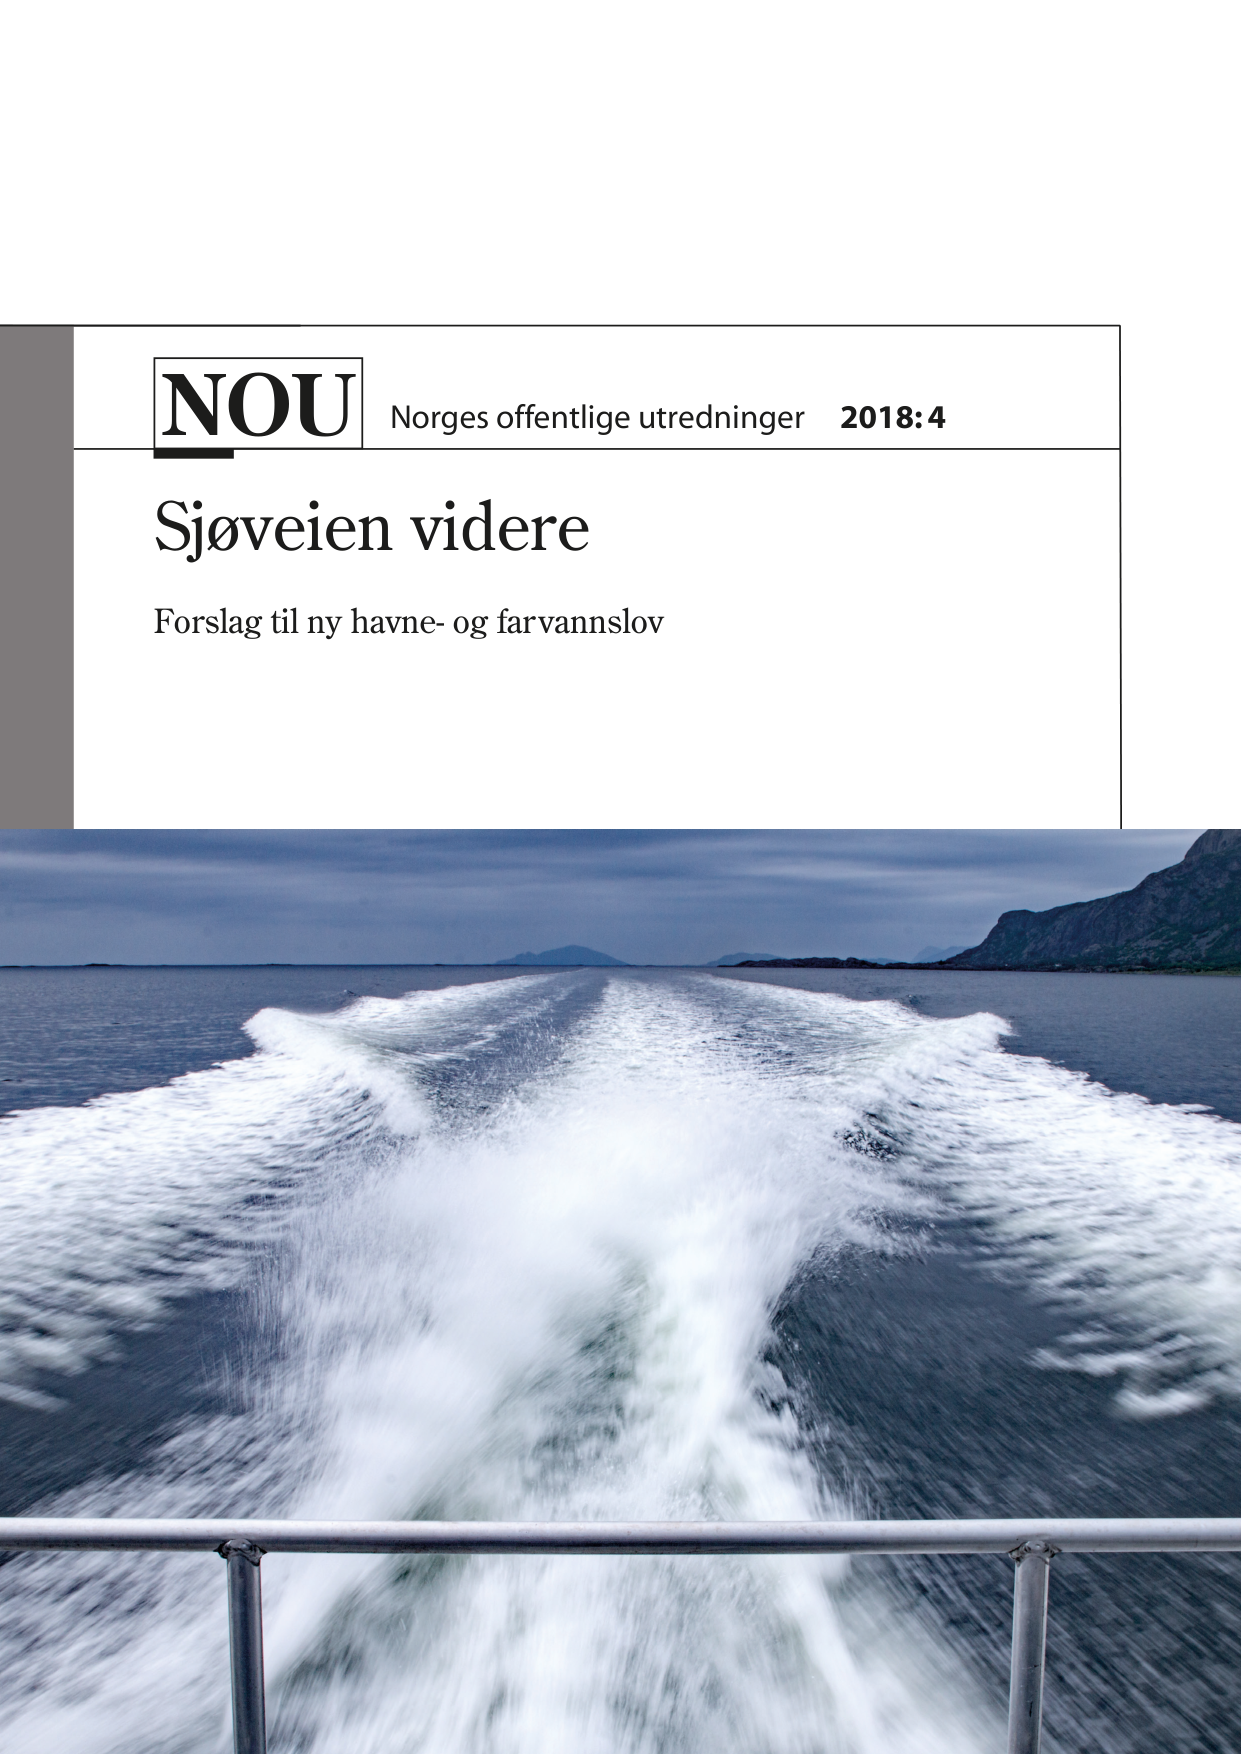 NOU
Norges offentlige utredninger 2018: 4
Sjøveien videre
Forslag til ny havne- og farvannslov